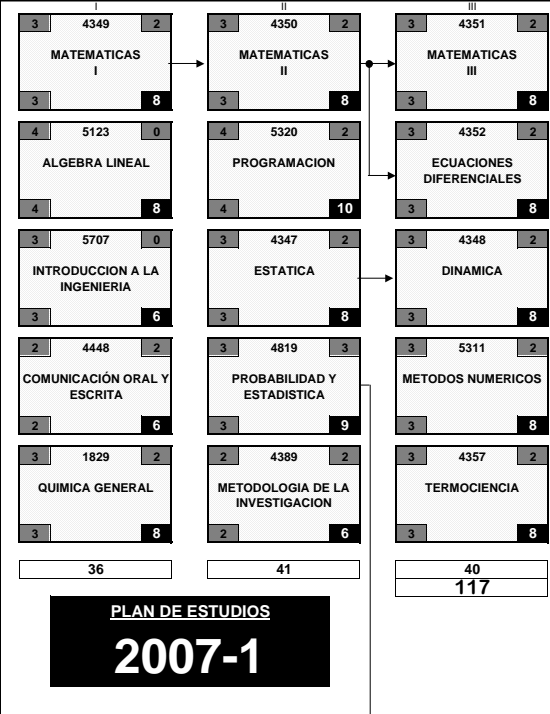 I II III
3 4349 2
MATEMATICAS
I
3 8
3 4350 2
MATEMATICAS
II
3 8
3 4351 2
MATEMATICAS
III
3 8
4 5123 0
ALGEBRA LINEAL
4 8
4 5320 2
PROGRAMACION
4 10
3 4352 2
ECUACIONES
DIFERENCIALES
3 8
3 5707 0
INTRODUCCION A LA
INGENIERIA
3 6
3 4347 2
ESTATICA
3 8
3 4348 2
DINAMICA
3 8
2 4448 2
COMUNICACIÓN ORAL Y
ESCRITA
2 6
3 4819 3
PROBABILIDAD Y
ESTADISTICA
3 9
3 5311 2
METODOS NUMERICOS
3 8
3 1829 2
QUIMICA GENERAL
3 8
2 4389 2
METODOLOGIA DE LA
INVESTIGACION
2 6
3 4357 2
TERMOCIENCIA
3 8
36 41 40
117
PLAN DE ESTUDIOS
2007-1